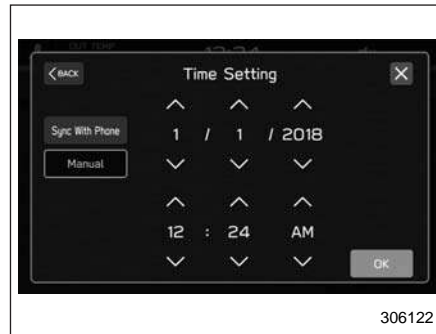 BACK
Time Setting
Sync With Phone
Manual
1 / 1 / 2018
12 : 24 AM
OK
306122